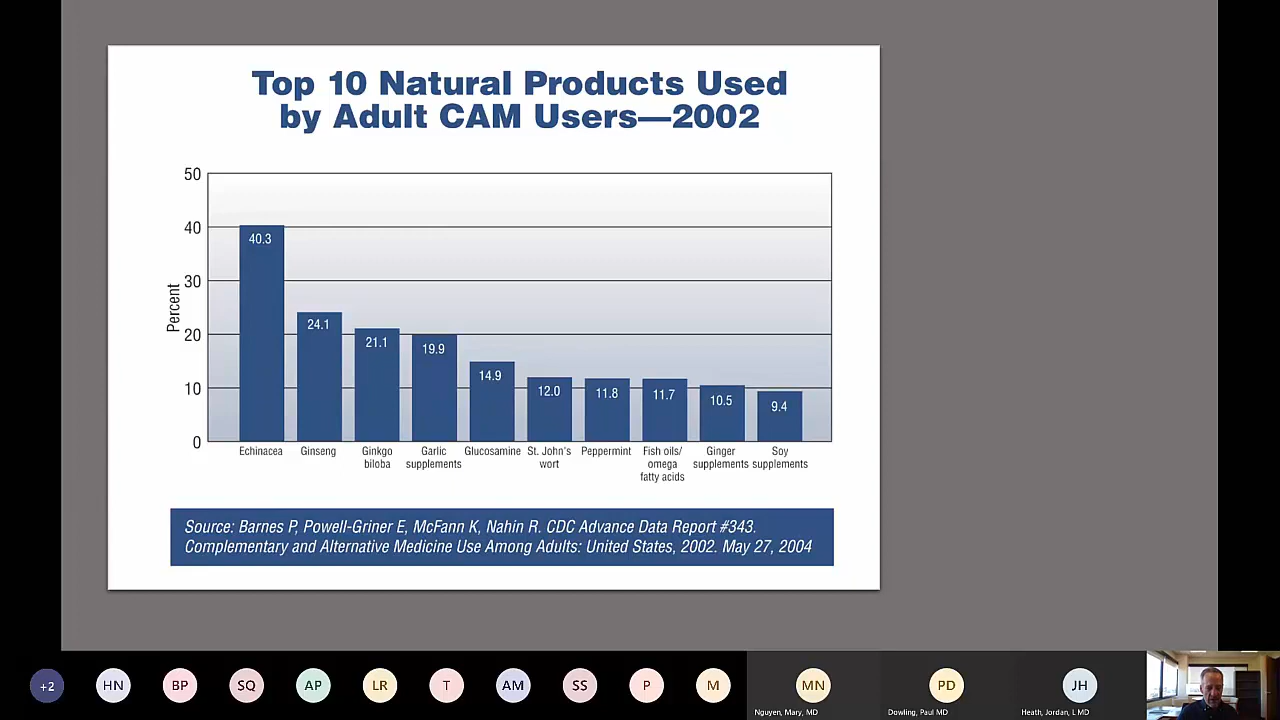 Top 10 Natural Products Used
by Adult CAM Users—2002
50
40
30
20
10
0
Percent
40.3
24.1
21.1
19.9
14.9
12.0
11.8
11.7
10.5
9.4
Echinacea
Ginseng
Ginkgo
biloba
Garlic
supplements
Glucosamine
St. John's
wort
Peppermint
Fish oils/
omega
fatty acids
Ginger
supplements
Soy
supplements
Source: Barnes P, Powell-Griner E, McFann K, Nahin R. CDC Advance Data Report #343.
Complementary and Alternative Medicine Use Among Adults: United States, 2002. May 27, 2004
+2
HN
BP
SQ
AP
LR
T
AM
SS
P
M
MN
Nguyen, Mary, MD
PD
Dowling, Paul MD
JH
Heath, Jordan, L MD